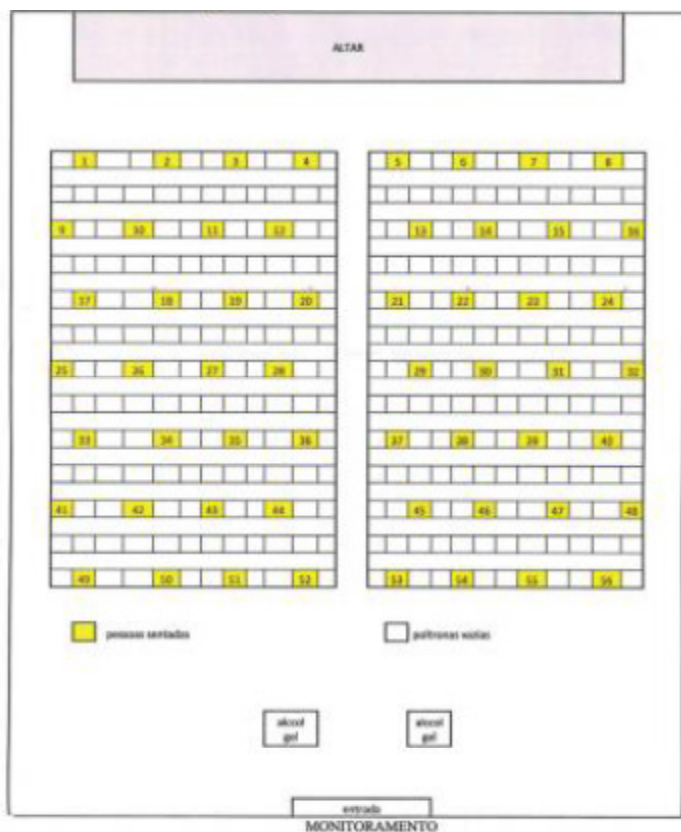 ALTAR
1 2 3 4 5 6 7 8
9 10 11 12 13 14 15 16
17 18 19 20 21 22 23 24
25 26 27 28 29 30 31 32
33 34 35 36 37 38 39 40
41 42 43 44 45 46 47 48
49 50 51 52 53 54 55 56
pessoas sentadas poltronas vazias
alcool alcool
gel gel
entrada
MONITORAMENTO